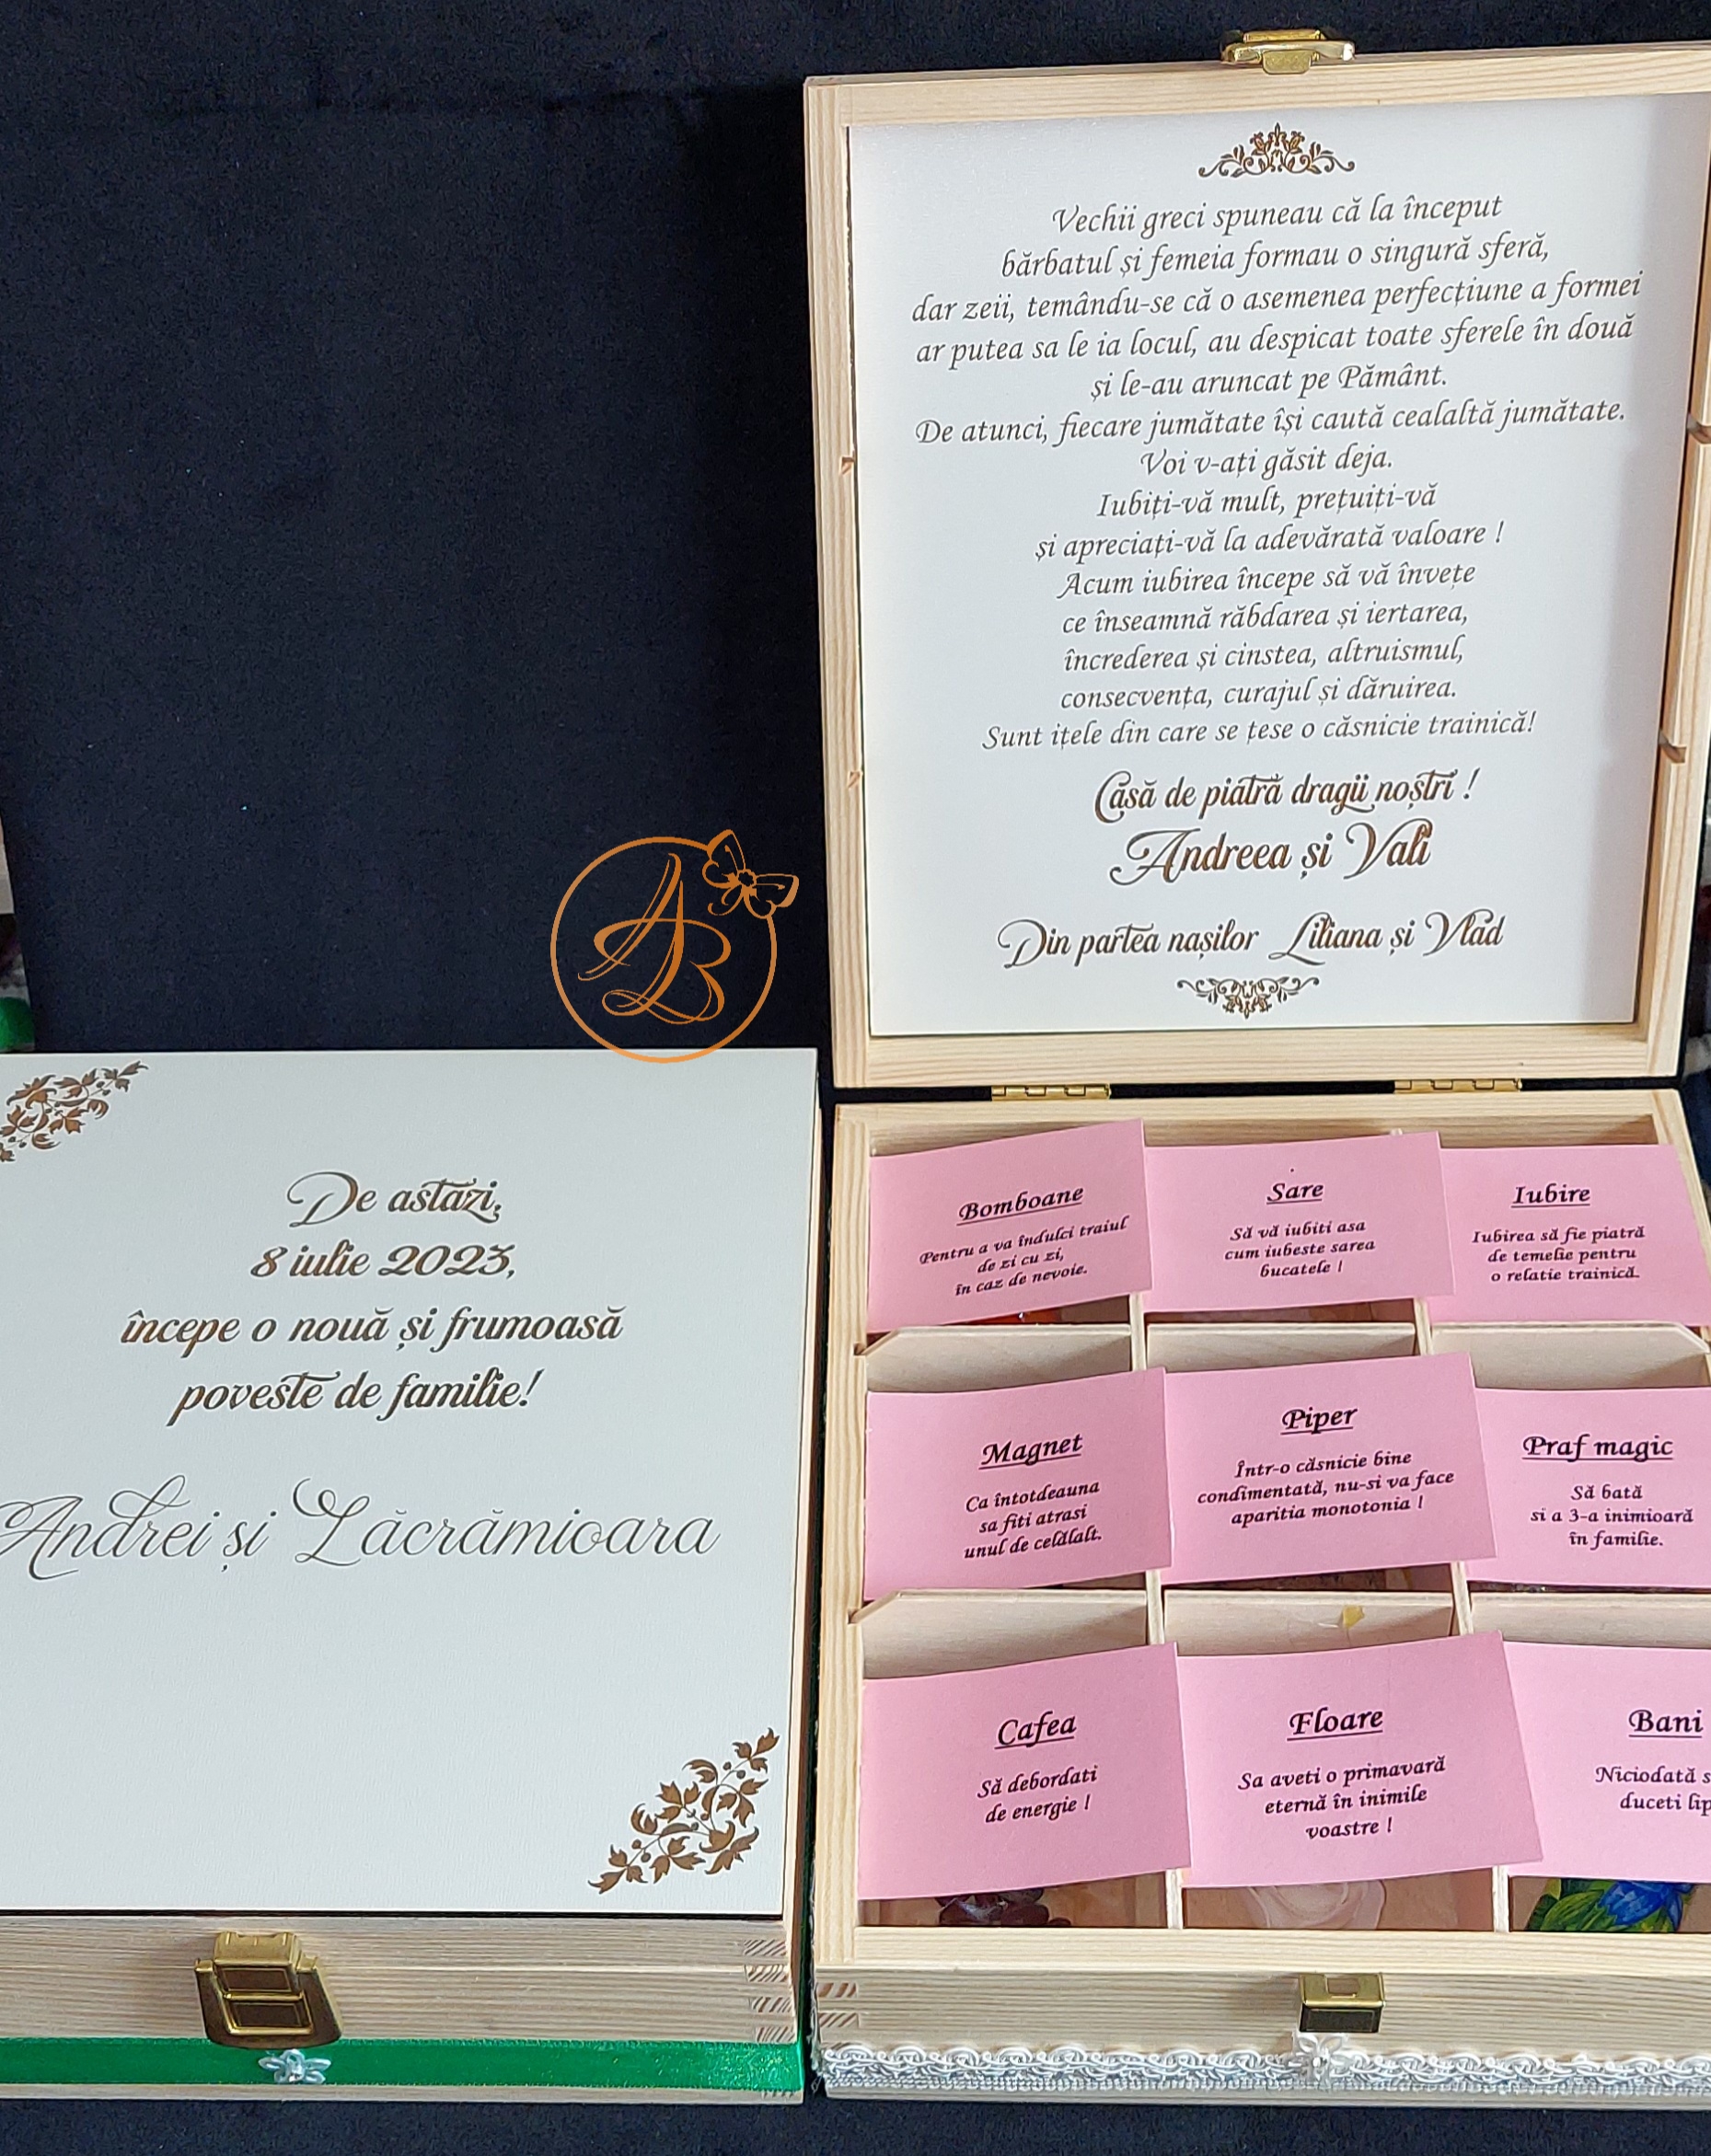 Vechii greci spuneau că la început
bărbatul și femeia formau o singură sferă,
dar zeii, temându-se că o asemenea perfecțiune a formei
ar putea sa le ia locul, au despicat toate sferele în două
și le-au aruncat pe Pământ.
De atunci, fiecare jumătate își caută cealaltă jumătate.
Voi v-ați găsit deja.
Iubiți-vă mult, prețuiți-vă
și apreciați-vă la adevărată valoare !
Acum iubirea începe să vă învețe
ce înseamnă răbdarea și iertarea,
încrederea și cinstea, altruismul,
consecvența, curajul și dăruirea.
Sunt ițele din care se țese o căsnicie trainică!
Casă de piatră dragii noștri !
Andreea și Vali
Din partea nașilor Liliana și Vlad
AB
De astazi,
8 iulie 2023,
începe o nouă și frumoasă
poveste de familie!
Andrei și Lăcrămioara
Bomboane
Pentru a va îndulci traiul
de zi cu zi,
în caz de nevoie.
Sare
Să vă iubiti asa
cum iubeste sarea
bucatele !
Iubire
Iubirea să fie piatră
de temelie pentru
o relatie trainică.
Magnet
Ca întotdeauna
sa fiti atrasi
unul de celălalt.
Piper
Într-o căsnicie bine
condimentată, nu-si va face
aparitia monotonia !
Praf magic
Să bată
si a 3-a inimioară
în familie.
Cafea
Să debordati
de energie !
Floare
Sa aveti o primavară
eternă în inimile
voastre !
Bani
Niciodată s
duceti lip